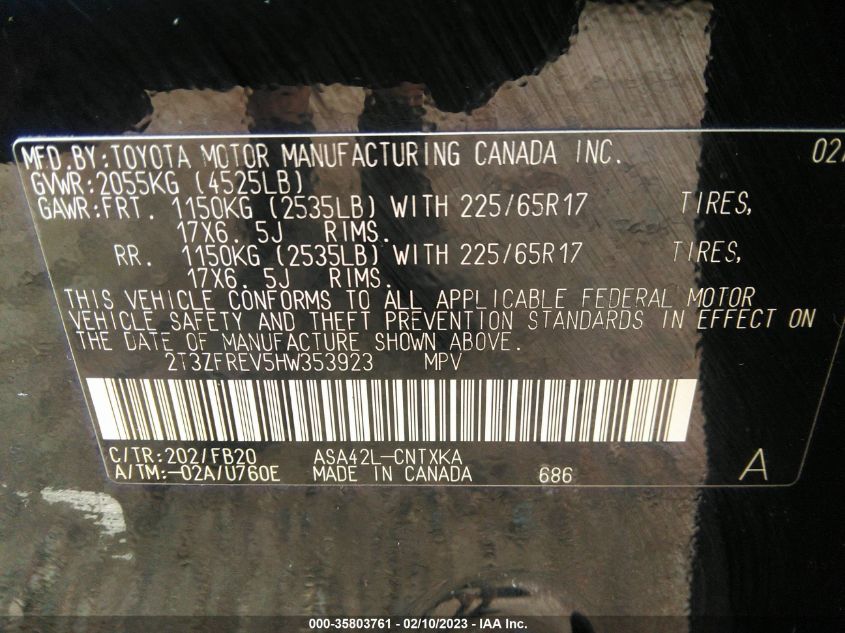 MFD.BY:TOYOTA MOTOR MANUFACTURING CANADA INC. 02/
GVWR:2055KG (4525LB)
GAWR:FRT. 1150KG (2535LB) WITH 225/65R17 TIRES,
17X6.5J RIMS.
RR. 1150KG (2535LB) WITH 225/65R17 TIRES,
17X6.5J RIMS.
THIS VEHICLE CONFORMS TO ALL APPLICABLE FEDERAL MOTOR
VEHICLE SAFETY AND THEFT PREVENTION STANDARDS IN EFFECT ON
THE DATE OF MANUFACTURE SHOWN ABOVE.
2T3ZFREV5HW353923 MPV
C/TR:202/FB20 ASA42L-CNTXKA
A/TM:-02A/U760E MADE IN CANADA 686 A
000-35803761 - 02/10/2023 - IAA Inc.